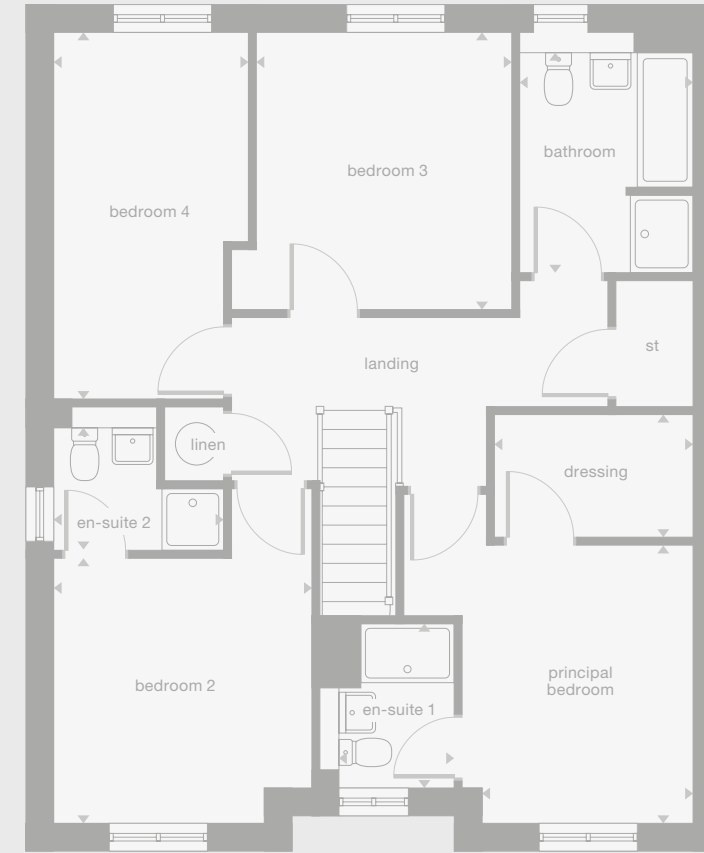 bathroom
bedroom 3
bedroom 4
st
landing
linen
dressing
en-suite 2
bedroom 2
principal
bedroom
en-suite 1